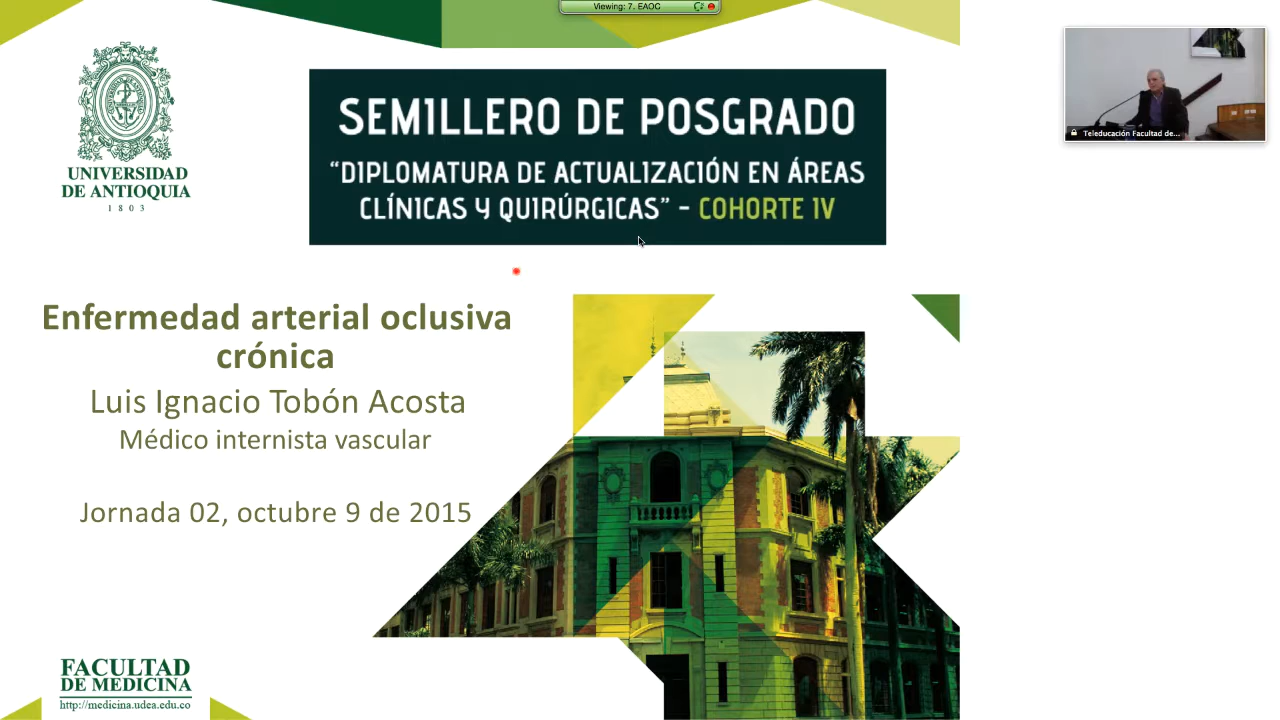 Viewing: 7. EAOC
UNIVERSIDAD
DE ANTIOQUIA
1803
SEMILLERO DE POSGRADO
“DIPLOMATURA DE ACTUALIZACIÓN EN ÁREAS
CLÍNICAS Y QUIRÚRGICAS” - COHORTE IV
Teleducación Facultad de...
Enfermedad arterial oclusiva
crónica
Luis Ignacio Tobón Acosta
Médico internista vascular
Jornada 02, octubre 9 de 2015
FACULTAD
DE MEDICINA
http://medicina.udea.edu.co